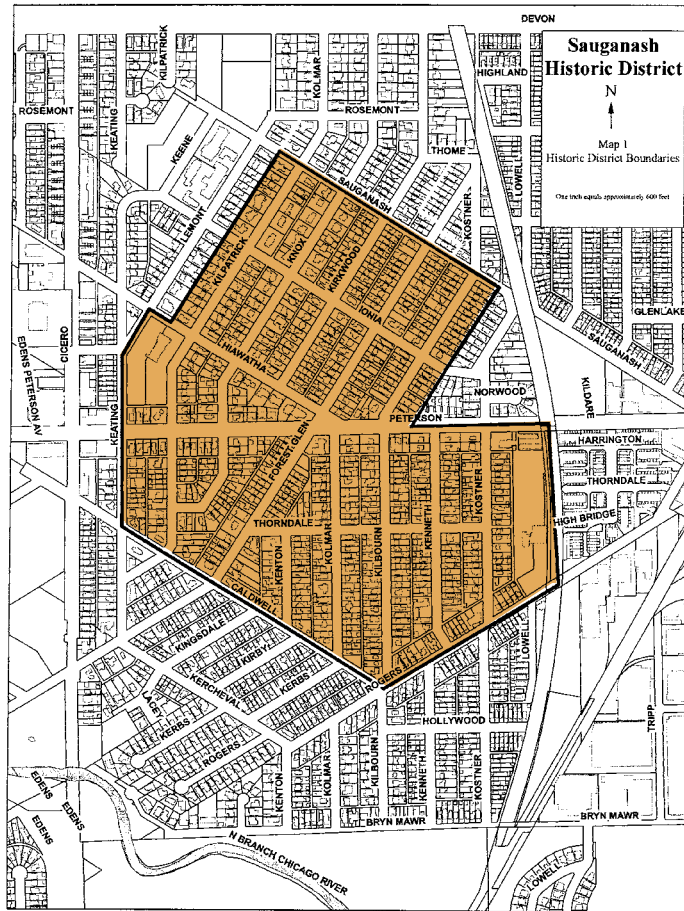 DEVON
Sauganash
Historic District
N
Map 1
Historic District Boundaries
One inch equals approximately 600 feet
KILPATRICK
KOLMAR
HIGHLAND
ROSEMONT
ROSEMONT
KEATING
KEENE
THOME
LOWELL
SAUGANASH
LEMONT
KOSTNER
KILPATRICK
KNOX
KIRKWOOD
IONIA
GLENLAKE
CICERO
EDENS PETERSON AV
HIAWATHA
SAUGANASH
NORWOOD
KILDARE
KEATING
PETERSON
HARRINGTON
FORESTGLEN
KOSTNER
THORNDALE
KENNETH
THORNDALE
HIGH BRIDGE
KOLMAR
KILBOURN
KENTON
CALDWELL
KINGSDALE
KIRBY
LOWELL
ROGERS
KERCHEVAL
KERBS
LACEY
KERBS
HOLLYWOOD
TRIPP
ROGERS
KILBOURN
KENNETH
KOSTNER
KOLMAR
KENTON
EDENS
EDENS
EDENS
BRYN MAWR
BRYN MAWR
N BRANCH CHICAGO RIVER
LOWELL